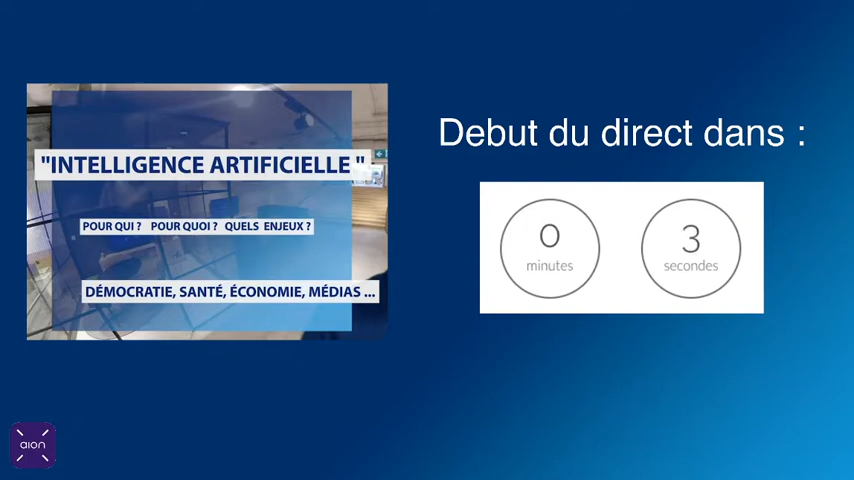 "INTELLIGENCE ARTIFICIELLE "
POUR QUI ? POUR QUOI ? QUELS ENJEUX ?
DÉMOCRATIE, SANTÉ, ÉCONOMIE, MÉDIAS ...
Debut du direct dans :
0
minutes
3
secondes
aion